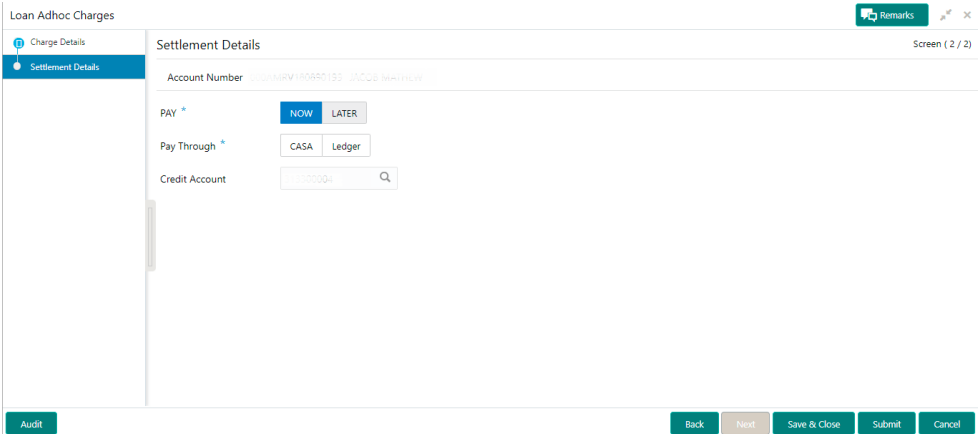 Loan Adhoc Charges
Remarks
Charge Details
Settlement Details
Settlement Details
Screen ( 2 / 2)
Account Number
PAY *
NOW LATER
Pay Through *
CASA Ledger
Credit Account
Audit
Back Next Save & Close Submit Cancel